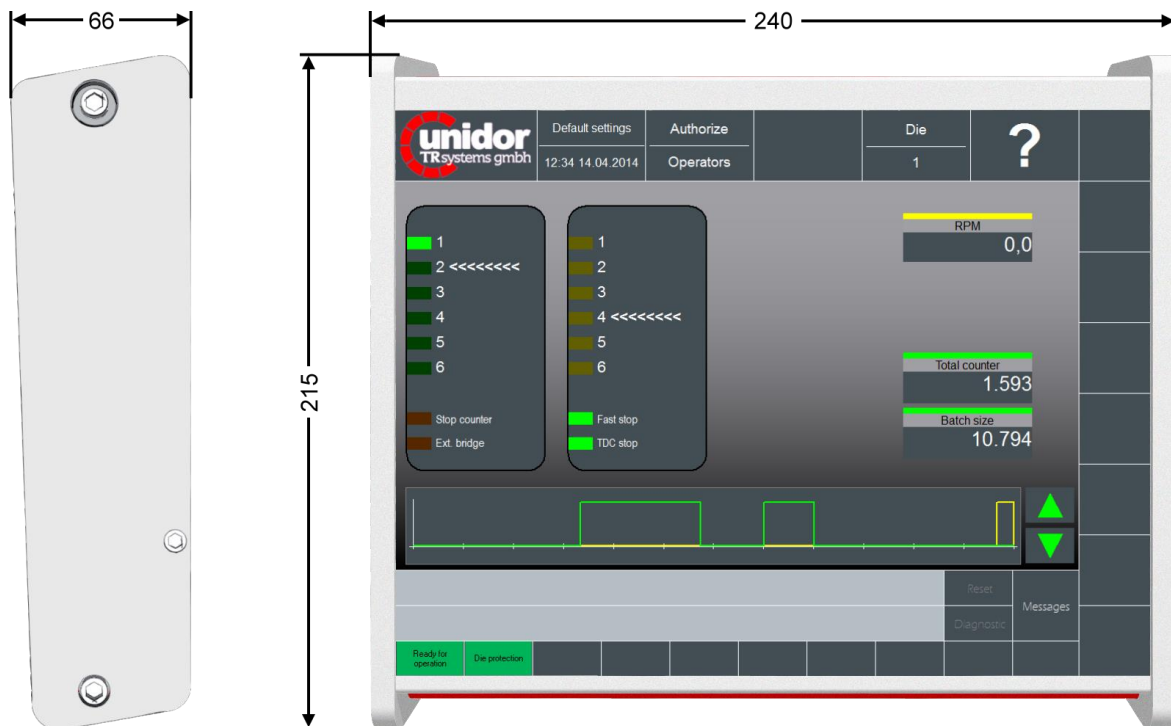 66
240
215
unidor
TRsystems gmbh
Default settings
12:34 14.04.2014
Authorize
Operators
Die
1
?
1
2 <<<<<<<<
3
4
5
6
Stop counter
Ext. bridge
1
2
3
4 <<<<<<<<
5
6
Fast stop
TDC stop
RPM
0,0
Total counter
1.593
Batch size
10.794
Reset
Diagnostic
Messages
Ready for
operation
Die protection